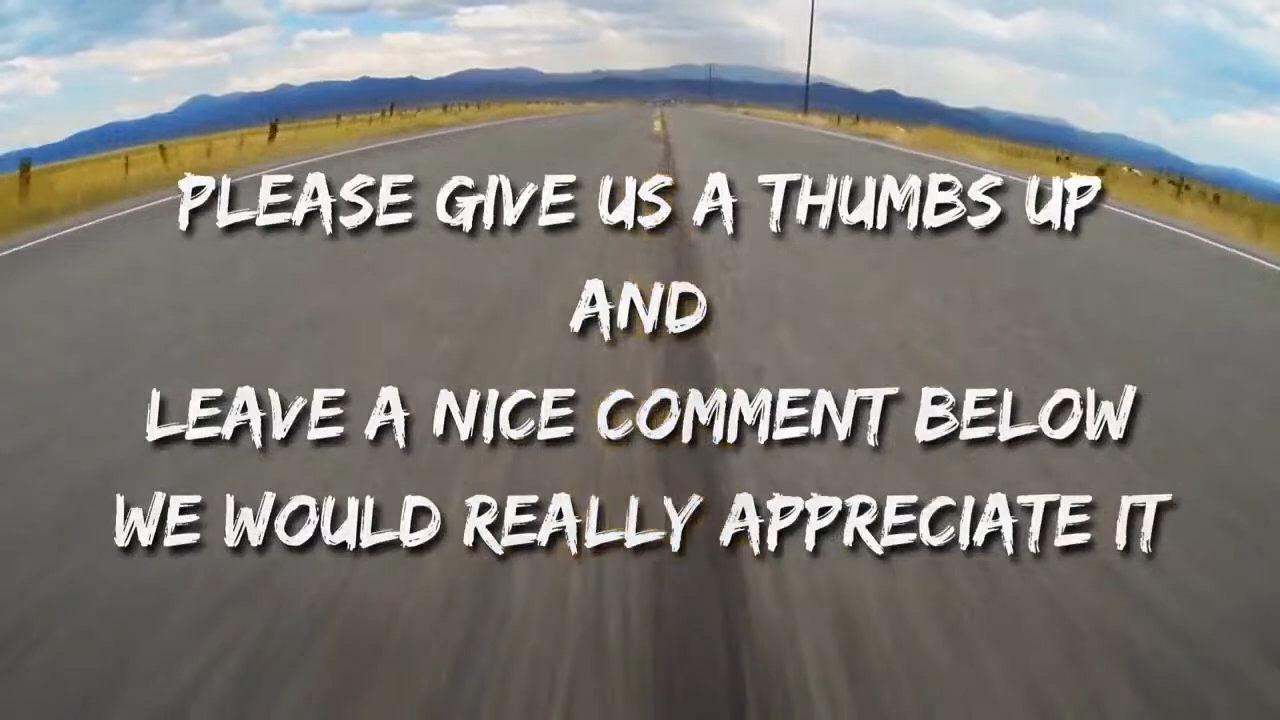 PLEASE GIVE US A THUMBS UP
AND
LEAVE A NICE COMMENT BELOW
WE WOULD REALLY APPRECIATE IT